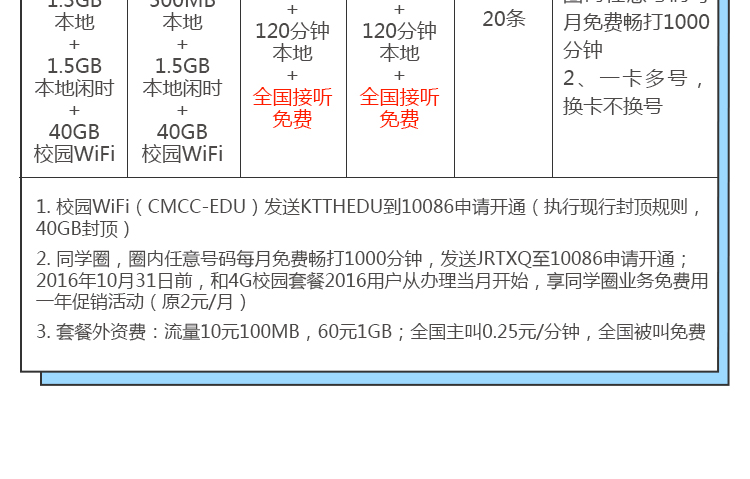 1.5GB
本地
+
1.5GB
本地闲时
+
40GB
校园WiFi
500MB
本地
+
1.5GB
本地闲时
+
40GB
校园WiFi
+
120分钟
本地
+
全国接听
免费
+
120分钟
本地
+
全国接听
免费
20条
月免费畅打1000
分钟
2、一卡多号，
换卡不换号
1. 校园WiFi（CMCC-EDU）发送KTTHEDU到10086申请开通（执行现行封顶规则，
40GB封顶）
2. 同学圈，圈内任意号码每月免费畅打1000分钟，发送JRTXQ至10086申请开通；
2016年10月31日前，和4G校园套餐2016用户从办理当月开始，享同学圈业务免费用
一年促销活动（原2元/月）
3. 套餐外资费：流量10元100MB，60元1GB；全国主叫0.25元/分钟，全国被叫免费